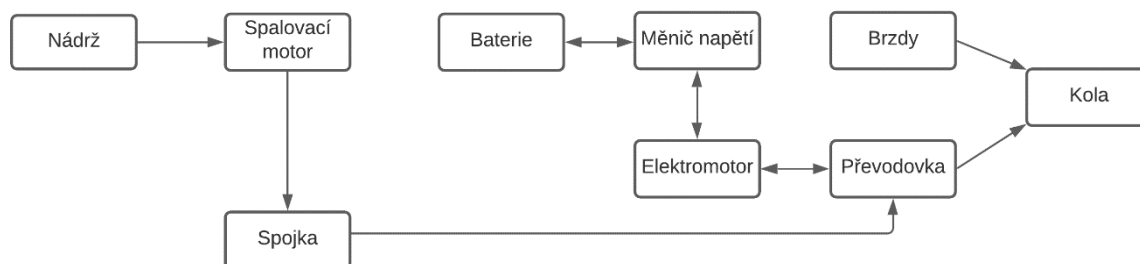 Nádrž
Spalovací
motor
Baterie
Měnič napětí
Brzdy
Kola
Elektromotor
Převodovka
Spojka